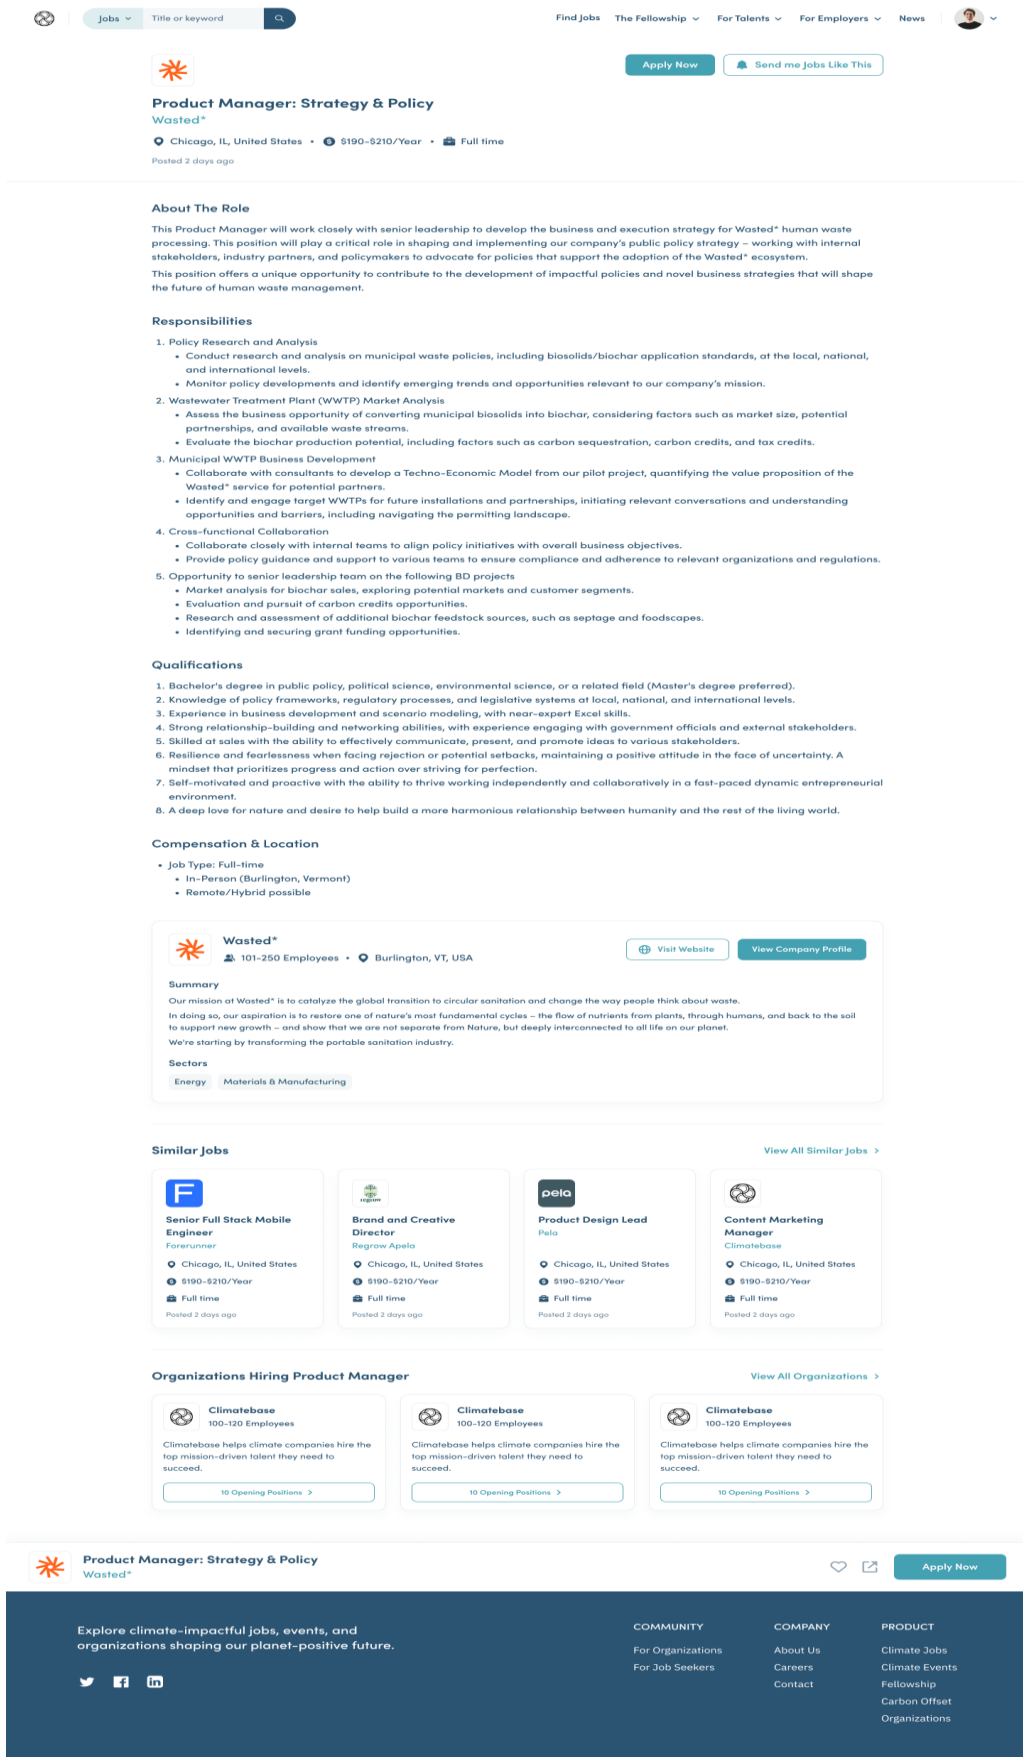 Jobs
Title or keyword
Find Jobs
The Fellowship
For Talents
For Employers
News
Apply Now
Send me Jobs Like This
Product Manager: Strategy & Policy
Wasted*
Chicago, IL, United States • $190-$210/Year • Full time
Posted 2 days ago
About The Role
This Product Manager will work closely with senior leadership to develop the business and execution strategy for Wasted* human waste
processing. This position will play a critical role in shaping and implementing our company's public policy strategy – working with internal
stakeholders, industry partners, and policymakers to advocate for policies that support the adoption of the Wasted* ecosystem.
This position offers a unique opportunity to contribute to the development of impactful policies and novel business strategies that will shape
the future of human waste management.
Responsibilities
1. Policy Research and Analysis
• Conduct research and analysis on municipal waste policies, including biosolids/biochar application standards, at the local, national,
and international levels.
• Monitor policy developments and identify emerging trends and opportunities relevant to our company's mission.
2. Wastewater Treatment Plant (WWTP) Market Analysis
• Assess the business opportunity of converting municipal biosolids into biochar, considering factors such as market size, potential
partnerships, and available waste streams.
• Evaluate the biochar production potential, including factors such as carbon sequestration, carbon credits, and tax credits.
3. Municipal WWTP Business Development
• Collaborate with consultants to develop a Techno-Economic Model from our pilot project, quantifying the value proposition of the
Wasted* service for potential partners.
• Identify and engage target WWTPs for future installations and partnerships, initiating relevant conversations and understanding
opportunities and barriers, including navigating the permitting landscape.
4. Cross-functional Collaboration
• Collaborate closely with internal teams to align policy initiatives with overall business objectives.
• Provide policy guidance and support to various teams to ensure compliance and adherence to relevant organizations and regulations.
5. Opportunity to senior leadership team on the following BD projects
• Market analysis for biochar sales, exploring potential markets and customer segments.
• Evaluation and pursuit of carbon credits opportunities.
• Research and assessment of additional biochar feedstock sources, such as septage and foodscapes.
• Identifying and securing grant funding opportunities.
Qualifications
1. Bachelor's degree in public policy, political science, environmental science, or a related field (Master's degree preferred).
2. Knowledge of policy frameworks, regulatory processes, and legislative systems at local, national, and international levels.
3. Experience in business development and scenario modeling, with near-expert Excel skills.
4. Strong relationship-building and networking abilities, with experience engaging with government officials and external stakeholders.
5. Skilled at sales with the ability to effectively communicate, present, and promote ideas to various stakeholders.
6. Resilience and fearlessness when facing rejection or potential setbacks, maintaining a positive attitude in the face of uncertainty. A
mindset that prioritizes progress and action over striving for perfection.
7. Self-motivated and proactive with the ability to thrive working independently and collaboratively in a fast-paced dynamic entrepreneurial
environment.
8. A deep love for nature and desire to help build a more harmonious relationship between humanity and the rest of the living world.
Compensation & Location
• Job Type: Full-time
• In-Person (Burlington, Vermont)
• Remote/Hybrid possible
Wasted*
101-250 Employees • Burlington, VT, USA
Visit Website
View Company Profile
Summary
Our mission at Wasted* is to catalyze the global transition to circular sanitation and change the way people think about waste.
In doing so, our aspiration is to restore one of nature's most fundamental cycles – the flow of nutrients from plants, through humans, and back to the soil
to support new growth – and show that we are not separate from Nature, but deeply interconnected to all life on our planet.
We're starting by transforming the portable sanitation industry.
Sectors
Energy
Materials & Manufacturing
Similar Jobs
View All Similar Jobs >
F
Senior Full Stack Mobile
Engineer
Forerunner
Chicago, IL, United States
$190-$210/Year
Full time
Posted 2 days ago
regrow
Brand and Creative
Director
Regrow Apela
Chicago, IL, United States
$190-$210/Year
Full time
Posted 2 days ago
pela
Product Design Lead
Pela
Chicago, IL, United States
$190-$210/Year
Full time
Posted 2 days ago
Content Marketing
Manager
Climatebase
Chicago, IL, United States
$190-$210/Year
Full time
Posted 2 days ago
Organizations Hiring Product Manager
View All Organizations >
Climatebase
100-120 Employees
Climatebase helps climate companies hire the
top mission-driven talent they need to
succeed.
10 Opening Positions >
Climatebase
100-120 Employees
Climatebase helps climate companies hire the
top mission-driven talent they need to
succeed.
10 Opening Positions >
Climatebase
100-120 Employees
Climatebase helps climate companies hire the
top mission-driven talent they need to
succeed.
10 Opening Positions >
Product Manager: Strategy & Policy
Wasted*
Apply Now
Explore climate-impactful jobs, events, and
organizations shaping our planet-positive future.
COMMUNITY
For Organizations
For Job Seekers
COMPANY
About Us
Careers
Contact
PRODUCT
Climate Jobs
Climate Events
Fellowship
Carbon Offset
Organizations